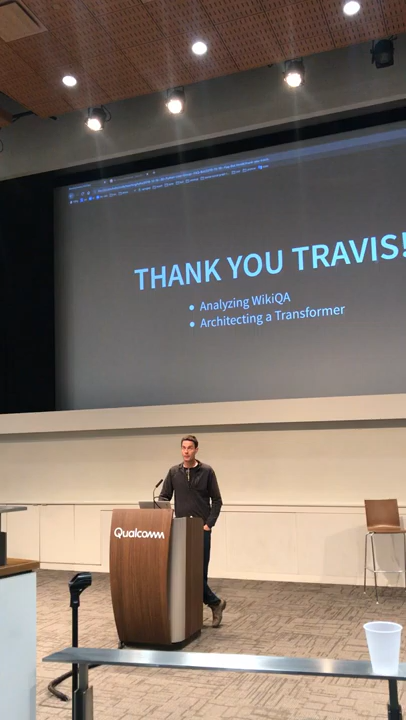 THANK YOU TRAVIS!
• Analyzing WikiQA
• Architecting a Transformer
Qualcomm